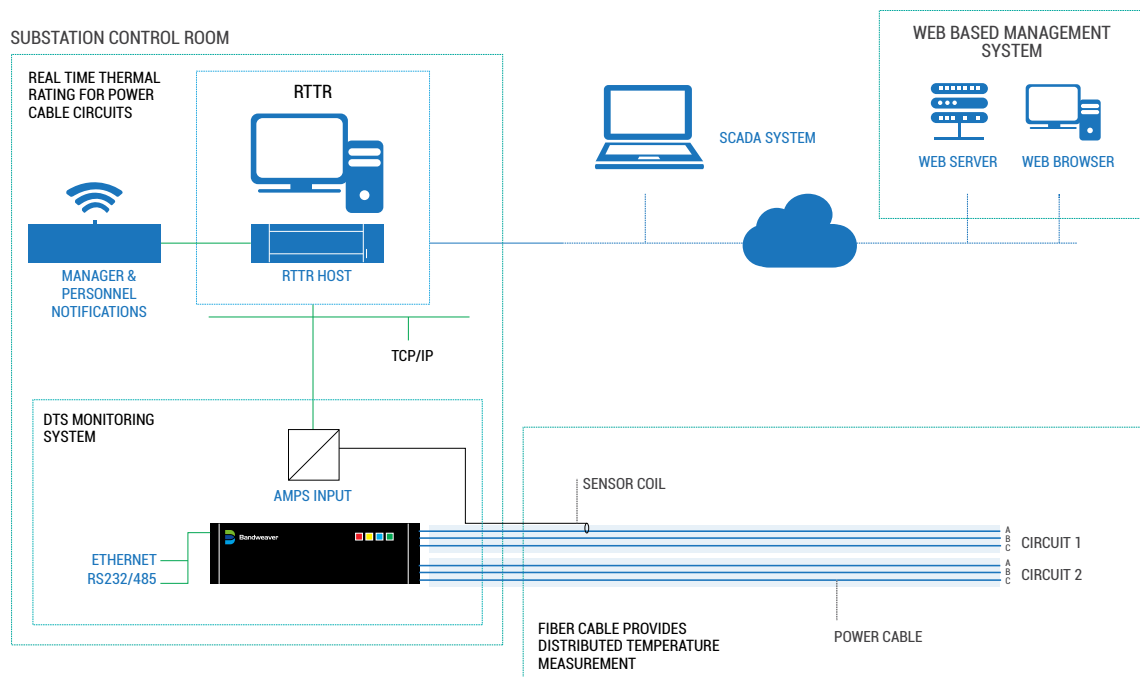 SUBSTATION CONTROL ROOM
REAL TIME THERMAL
RATING FOR POWER
CABLE CIRCUITS
RTTR
RTTR HOST
MANAGER &
PERSONNEL
NOTIFICATIONS
TCP/IP
SCADA SYSTEM
WEB BASED MANAGEMENT
SYSTEM
WEB SERVER
WEB BROWSER
DTS MONITORING
SYSTEM
AMPS INPUT
Bandweaver
ETHERNET
RS232/485
SENSOR COIL
A
B
C
CIRCUIT 1
A
B
C
CIRCUIT 2
POWER CABLE
FIBER CABLE PROVIDES
DISTRIBUTED TEMPERATURE
MEASUREMENT